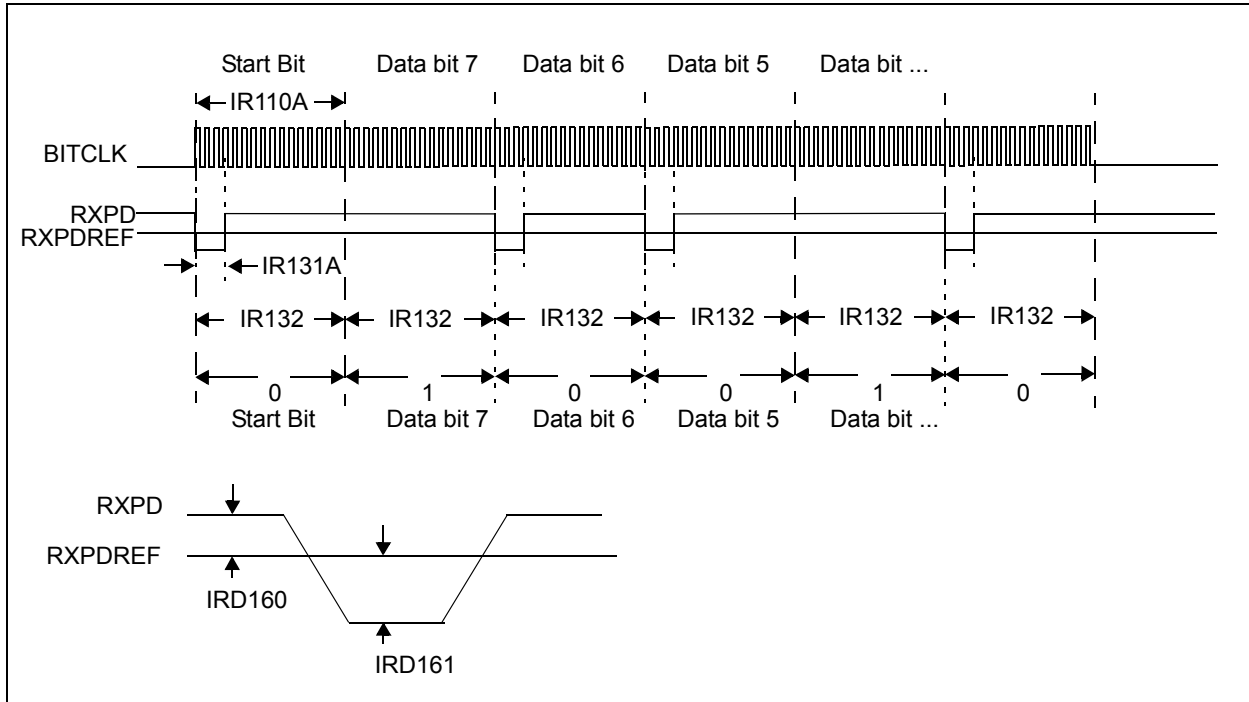 Start Bit Data bit 7 Data bit 6 Data bit 5 Data bit ...
IR110A
BITCLK
RXPD
RXPDREF
IR131A
IR132 IR132 IR132 IR132 IR132 IR132
0 1 0 0 1 0
Start Bit Data bit 7 Data bit 6 Data bit 5 Data bit ...
RXPD
RXPDREF
IRD160
IRD161